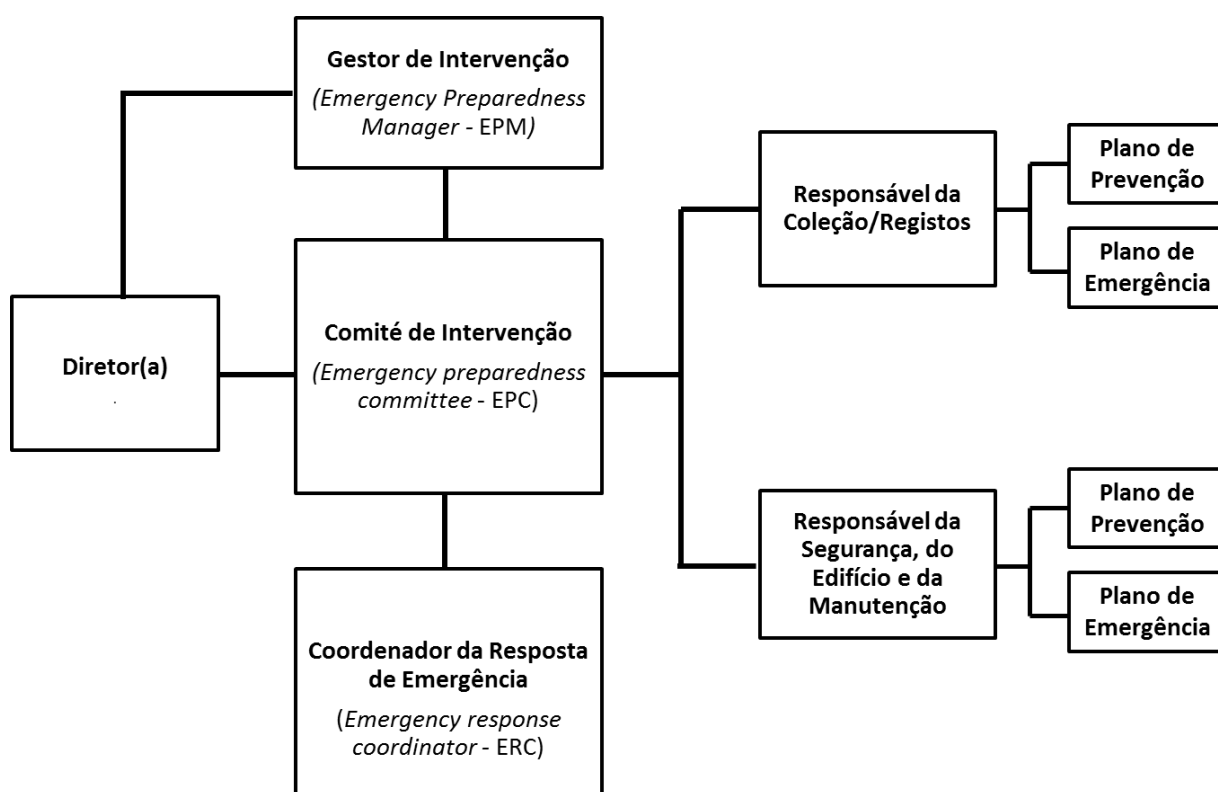 Gestor de Intervenção
(Emergency Preparedness
Manager - EPM)
Diretor(a)
.
Comité de Intervenção
(Emergency preparedness
committee - EPC)
Coordenador da Resposta
de Emergência
(Emergency response
coordinator - ERC)
Responsável da
Coleção/Registos
Plano de
Prevenção
Plano de
Emergência
Responsável da
Segurança, do
Edifício e da
Manutenção
Plano de
Prevenção
Plano de
Emergência